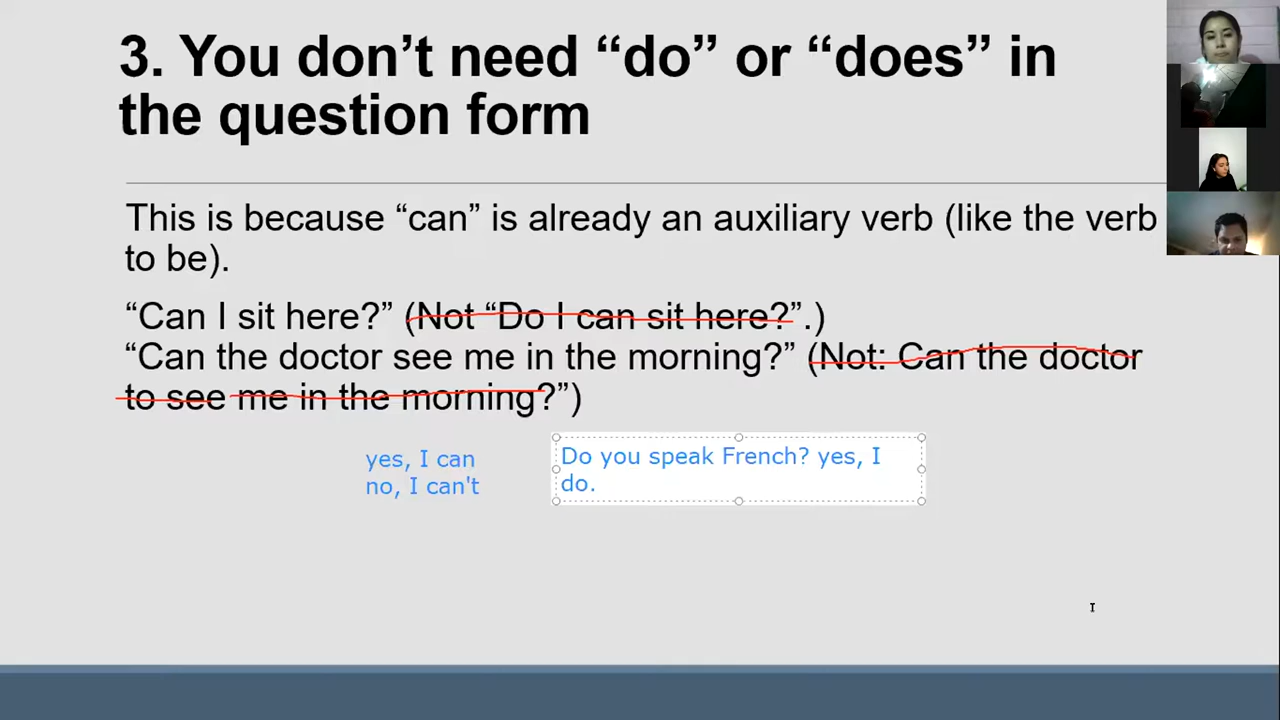 3. You don’t need “do” or “does” in
the question form
This is because “can” is already an auxiliary verb (like the verb
to be).
“Can I sit here?” (Not “Do I can sit here?”.)
“Can the doctor see me in the morning?” (Not: Can the doctor
to see me in the morning?”)
yes, I can
no, I can't
Do you speak French? yes, I
do.